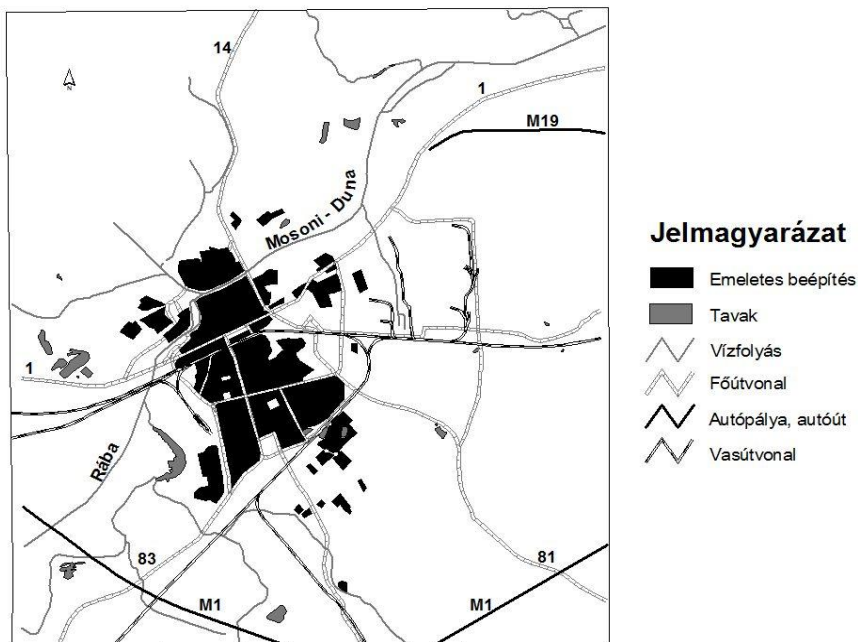 14
1
M19
Mosoni - Duna
1
Rába
83
81
M1
M1
N
Jelmagyarázat
Emeletes beépítés
Tavak
Vízfolyás
Főútvonal
Autópálya, autóút
Vasútvonal